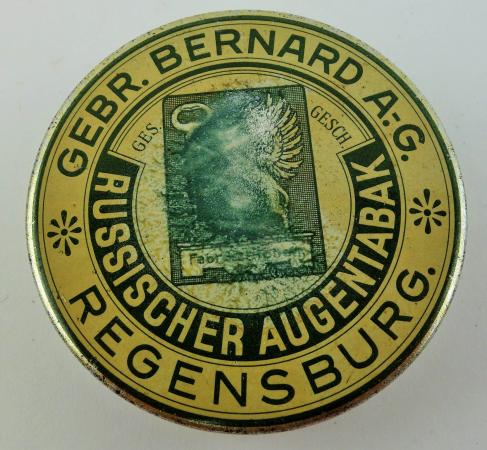 GEBR. BERNARD A.-G.
GES. GESCH.
RUSSISCHER AUGENTABAK
REGENSBURG.